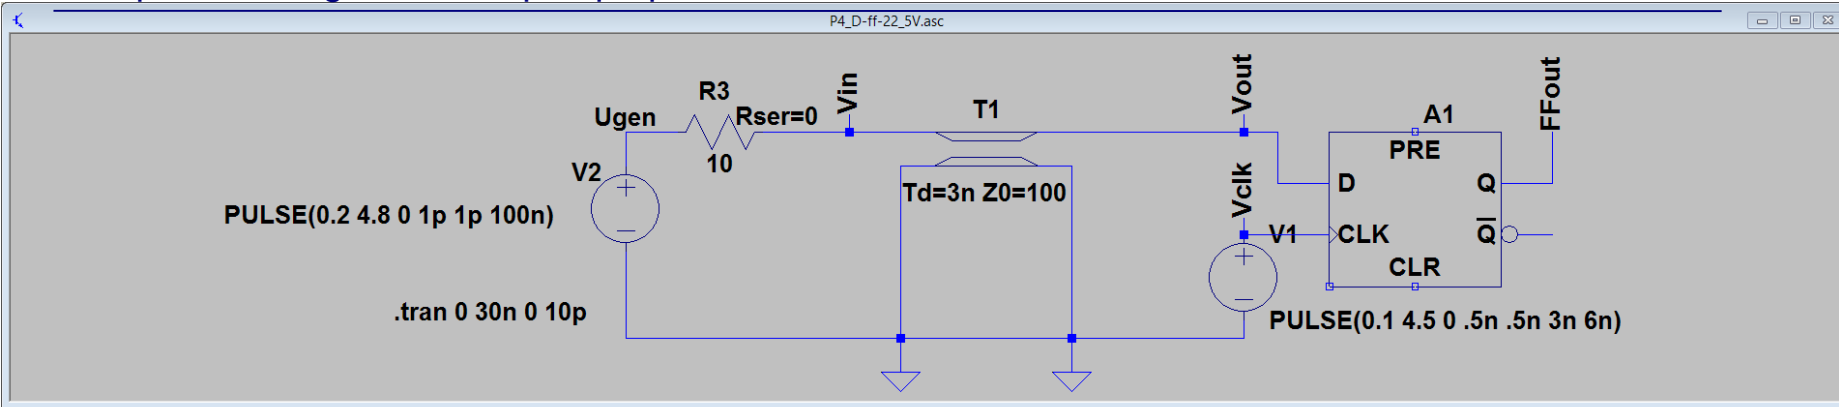 P4_D-ff-22_5V.asc
R3
Ugen
Rser=0
Vin
10
T1
Td=3n Z0=100
Vout
Vclk
A1
PRE
D
Q
CLK
Q
CLR
FFout
V2
PULSE(0.2 4.8 0 1p 1p 100n)
V1
PULSE(0.1 4.5 0 .5n .5n 3n 6n)
.tran 0 30n 0 10p